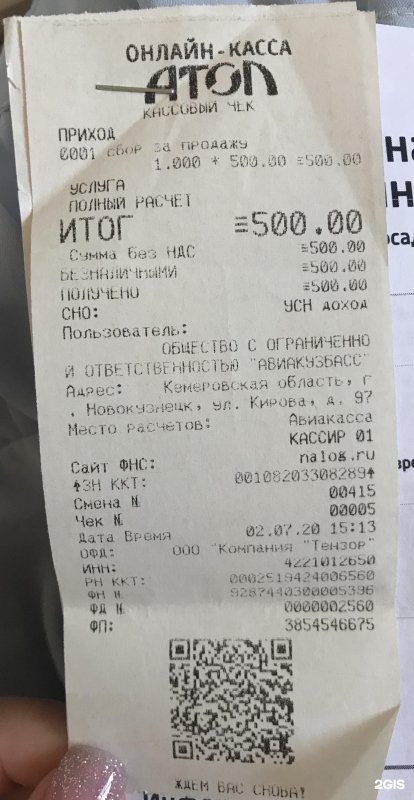 ОНЛАЙН-КАССА
АТОЛ
КАССОВЫЙ ЧЕК
ПРИХОД
0001 сбор за продажу
1.000 * 500.00 ≡500.00
УСЛУГА
ПОЛНЫЙ РАСЧЕТ
ИТОГ ≡500.00
Сумма без НДС ≡500.00
БЕЗНАЛИЧНЫМИ ≡500.00
ПОЛУЧЕНО ≡500.00
СНО: УСН доход
Пользователь:
ОБЩЕСТВО С ОГРАНИЧЕННО
Й ОТВЕТСТВЕННОСТЬЮ "АВИАКУЗБАСС"
Адрес: Кемеровская область, г
. Новокузнецк, ул. Кирова, д. 97
Место расчетов: Авиакасса
КАССИР 01
Сайт ФНС: nalog.ru
↑ЗН ККТ: 00108203308289↑
Смена № 00415
Чек № 00005
Дата Время 02.07.20 15:13
ОФД: ООО "Компания "Тензор"
ИНН: 4221012650
РН ККТ: 0002519424006560
ФН № 9287440300005396
ФД № 0000002560
ФП: 3854546675
ЖДЕМ ВАС СНОВА!
2GIS